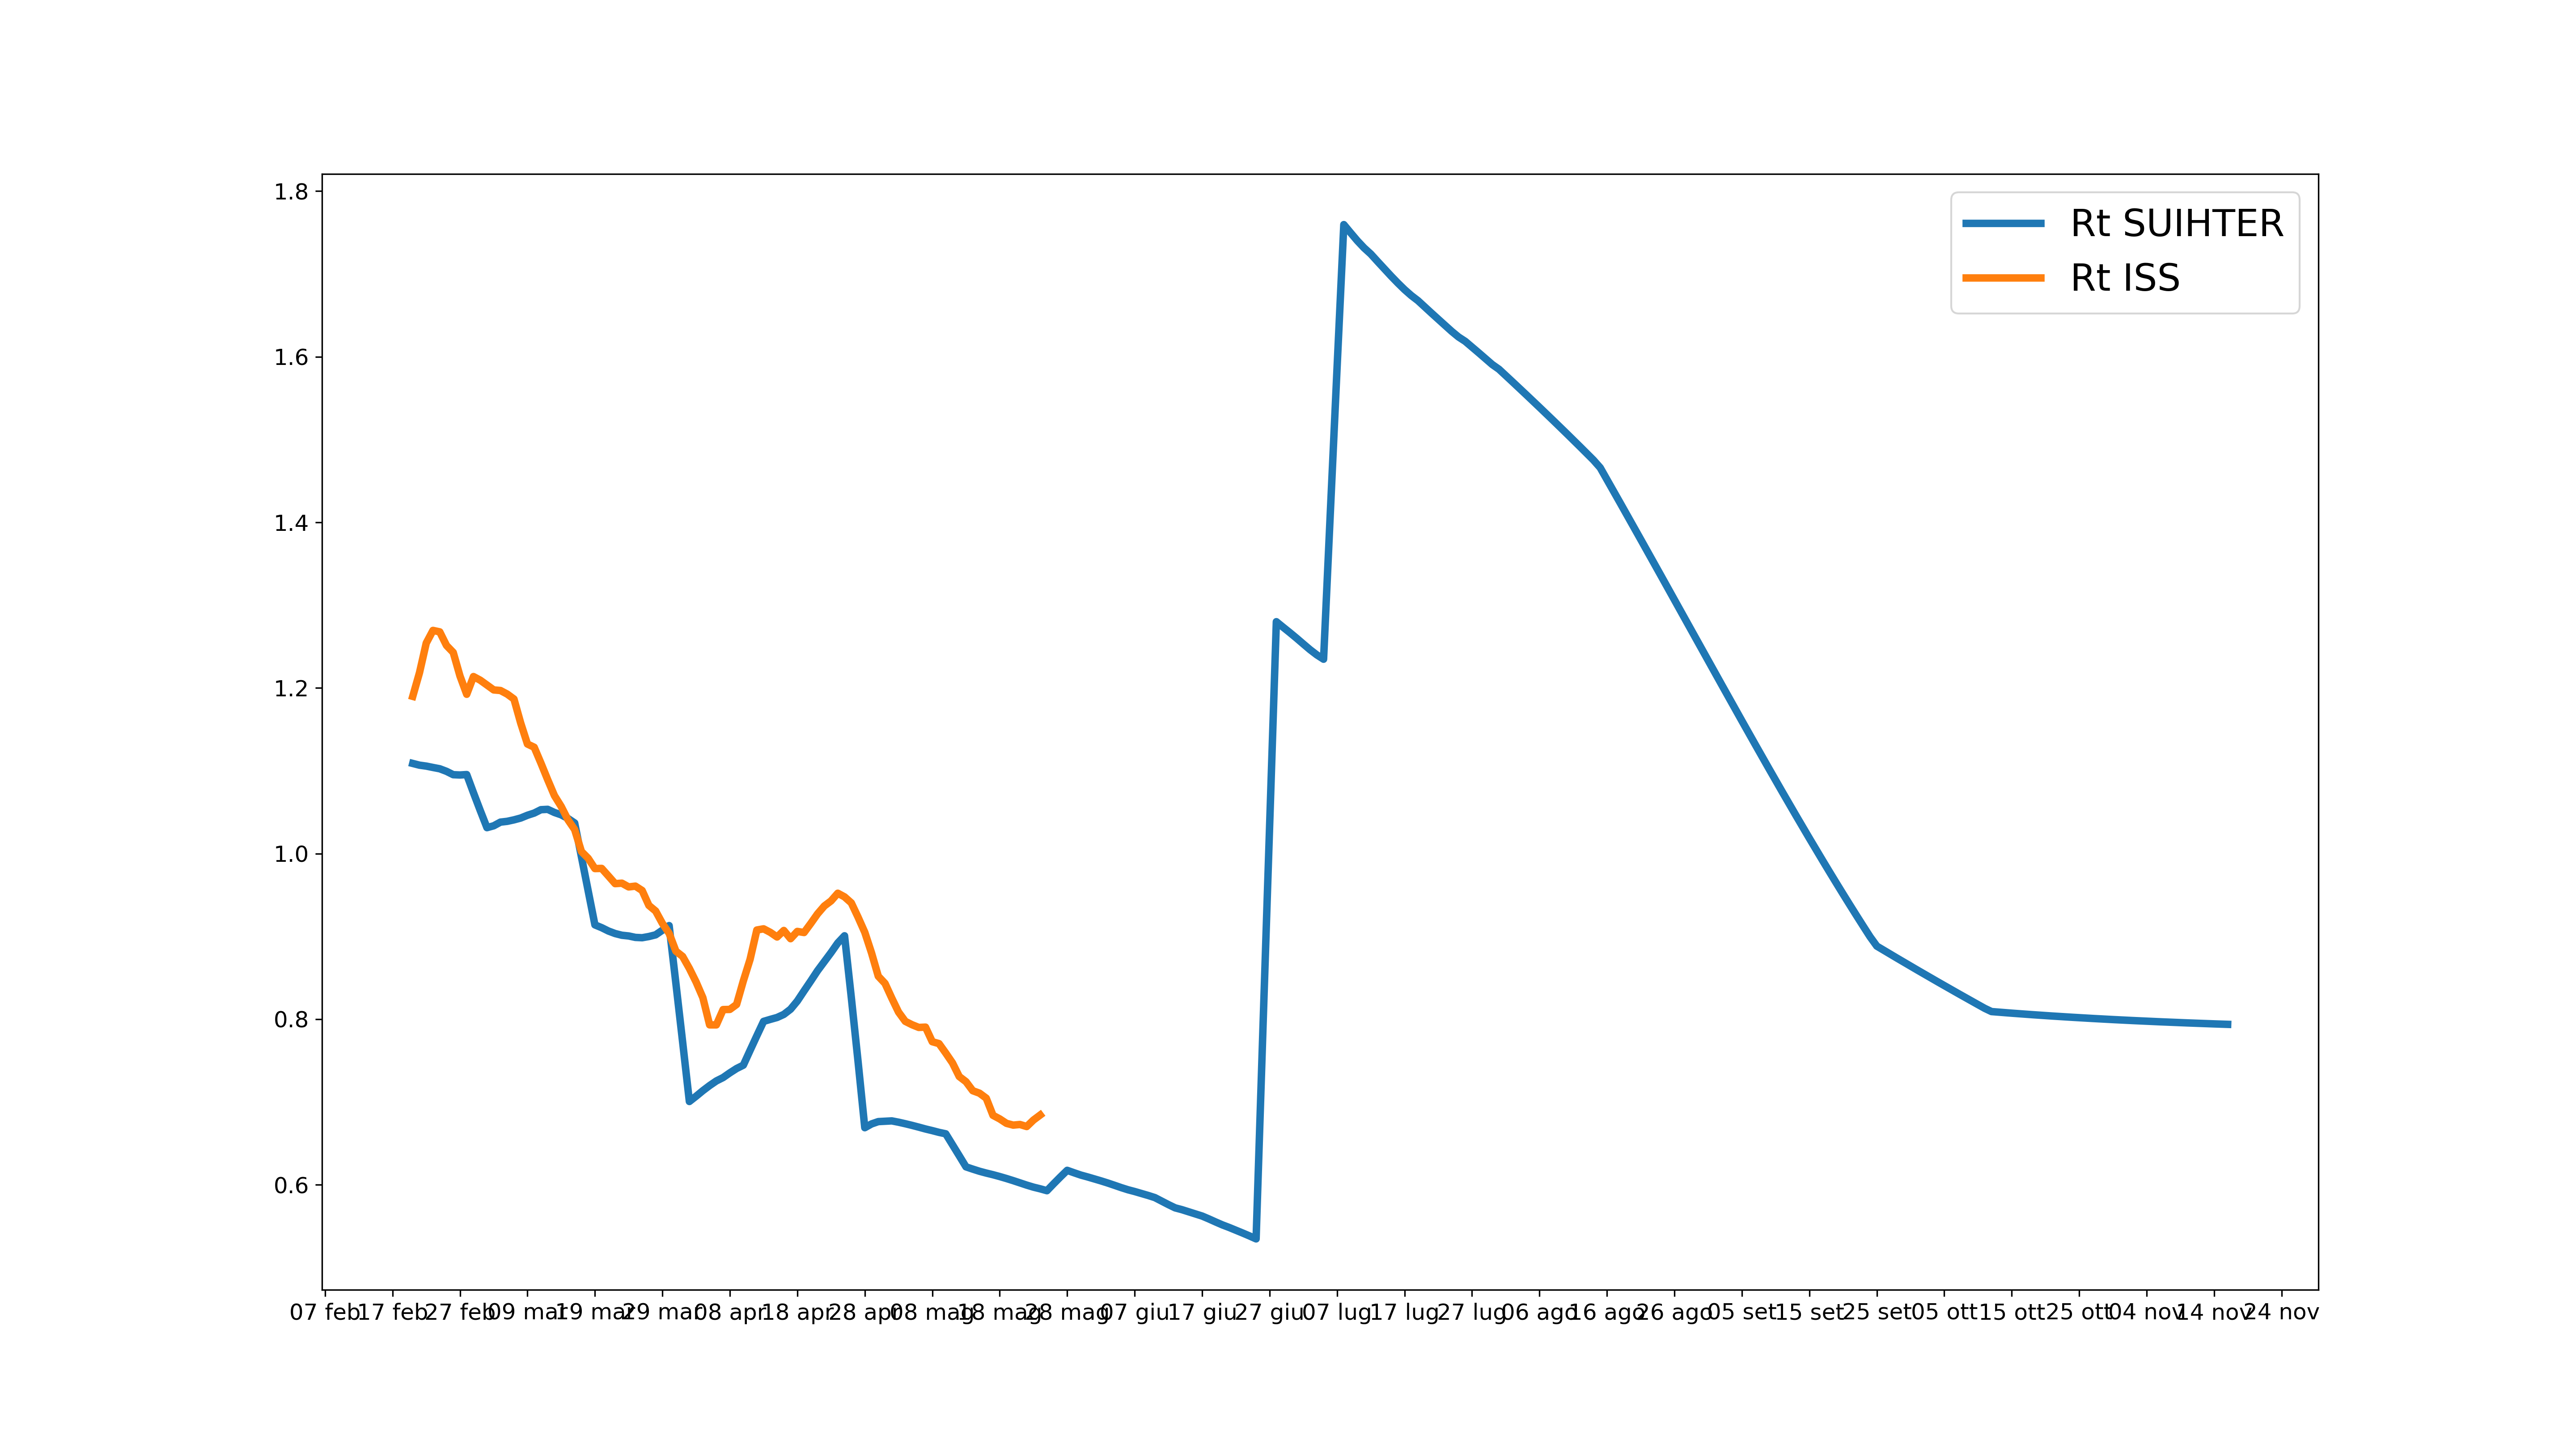 1.8
1.6
1.4
1.2
1.0
0.8
0.6
Rt SUIHTER
Rt ISS
07 feb 17 feb 27 feb 09 mar 19 mar 29 mar 08 apr 18 apr 28 apr 08 mag 18 mag 28 mag 07 giu 17 giu 27 giu 07 lug 17 lug 27 lug 06 ago 16 ago 26 ago 05 set 15 set 25 set 05 ott 15 ott 25 ott 04 nov 14 nov 24 nov